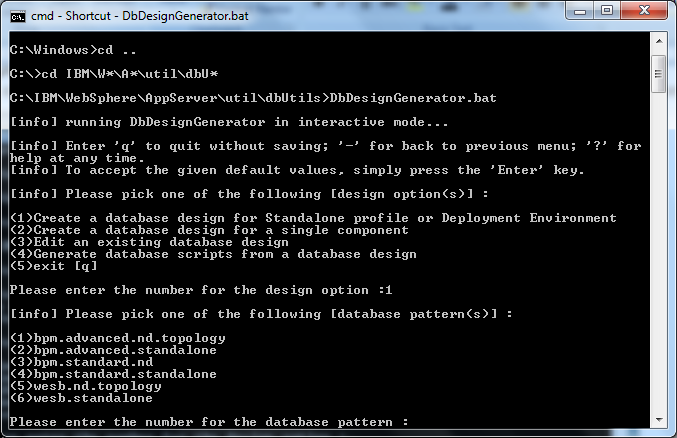 cmd - Shortcut - DbDesignGenerator.bat
C:\Windows>cd ..
C:\>cd IBM\W*\A*\util\dbU*
C:\IBM\WebSphere\AppServer\util\dbUtils>DbDesignGenerator.bat
[info] running DbDesignGenerator in interactive mode...
[info] Enter 'q' to quit without saving; '-' for back to previous menu; '?' for
help at any time.
[info] To accept the given default values, simply press the 'Enter' key.
[info] Please pick one of the following [design option(s)] :
(1)Create a database design for Standalone profile or Deployment Environment
(2)Create a database design for a single component
(3)Edit an existing database design
(4)Generate database scripts from a database design
(5)exit [q]
Please enter the number for the design option :1
[info] Please pick one of the following [database pattern(s)] :
(1)bpm.advanced.nd.topology
(2)bpm.advanced.standalone
(3)bpm.standard.nd
(4)bpm.standard.standalone
(5)wesb.nd.topology
(6)wesb.standalone
Please enter the number for the database pattern :